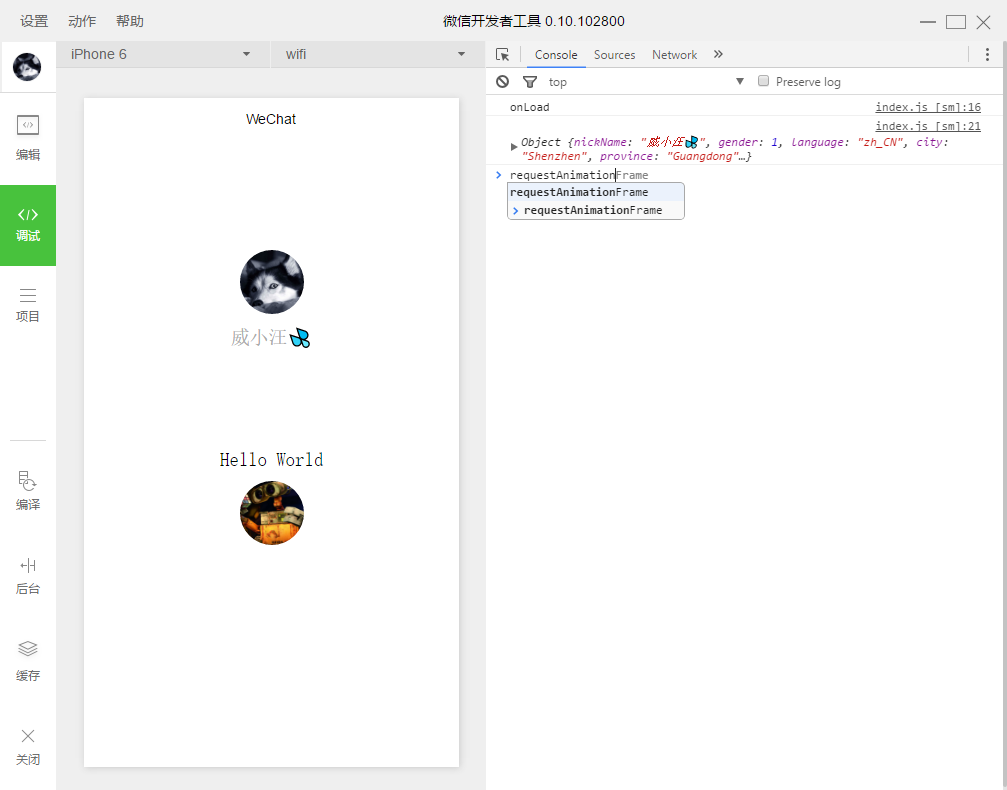 设置 动作 帮助 微信开发者工具 0.10.102800
iPhone 6 wifi
编辑
调试
项目
编译
后台
缓存
关闭
WeChat
威小汪💦
Hello World
Console Sources Network »
top ▼ Preserve log
onLoad index.js [sm]:16
index.js [sm]:21
▶ Object {nickName: "威小汪💦", gender: 1, language: "zh_CN", city:
"Shenzhen", province: "Guangdong"…}
> requestAnimationFrame
requestAnimationFrame
> requestAnimationFrame